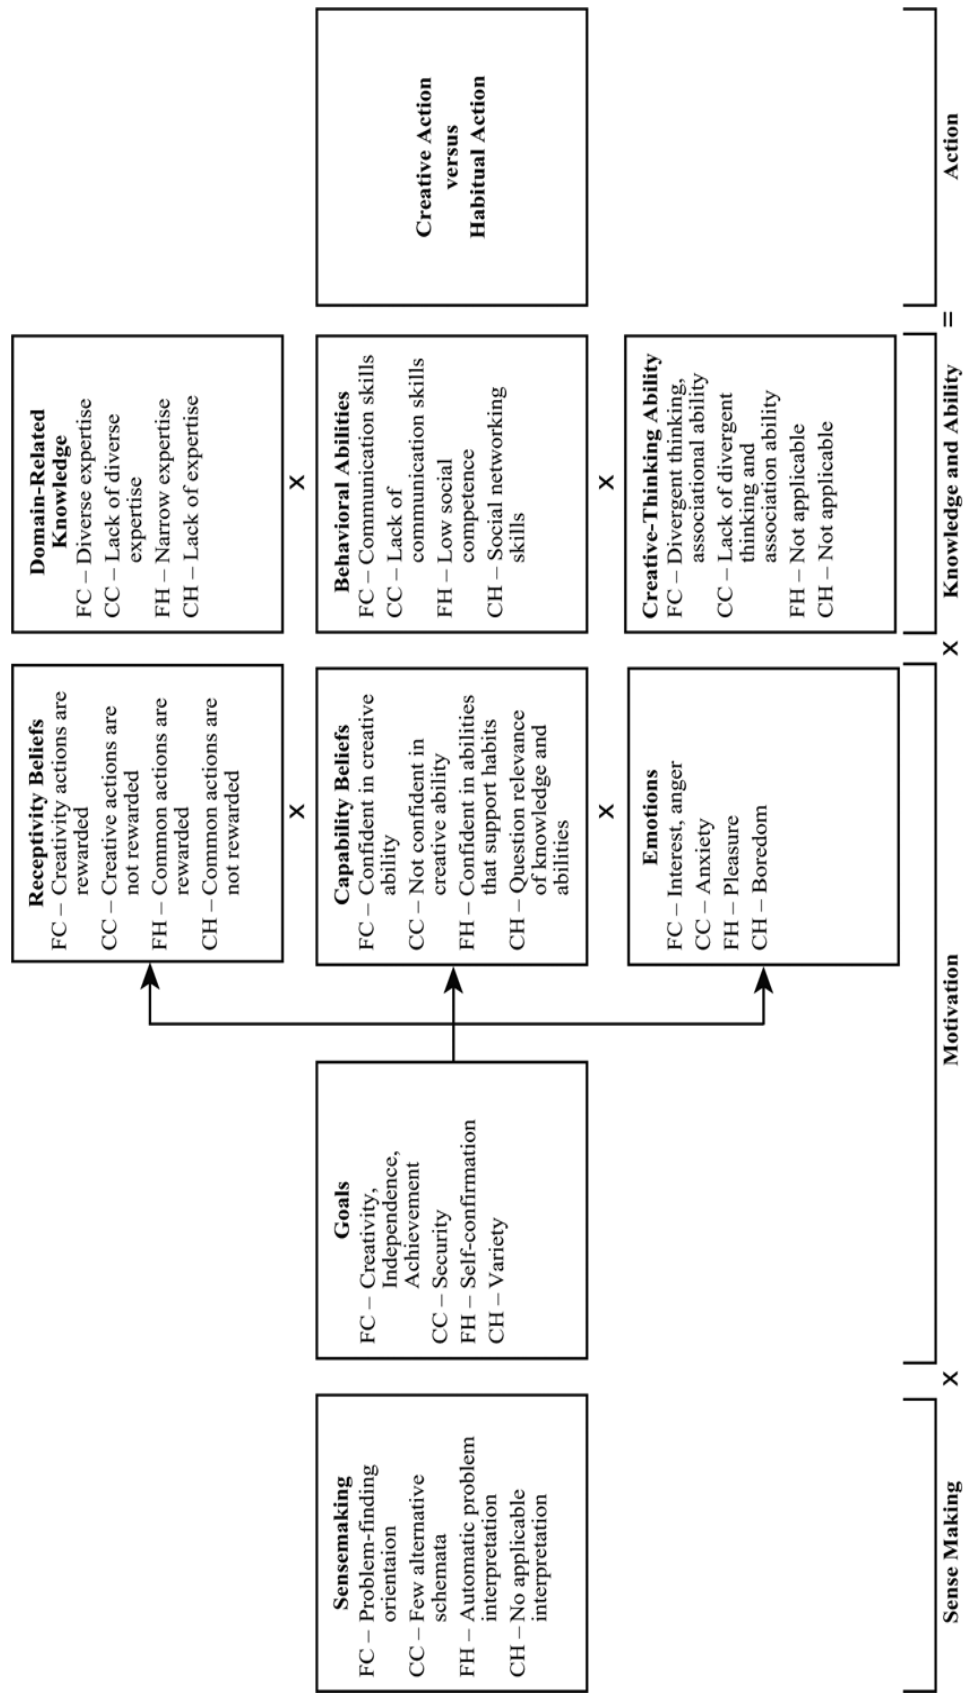 Sensemaking
FC – Problem-finding
orientaion
CC – Few alternative
schemata
FH – Automatic problem
interpretation
CH – No applicable
interpretation
Goals
FC – Creativity,
Independence,
Achievement
CC – Security
FH – Self-confirmation
CH – Variety
Receptivity Beliefs
FC – Creativity actions are
rewarded
CC – Creative actions are
not rewarded
FH – Common actions are
rewarded
CH – Common actions are
not rewarded
X
Capability Beliefs
FC – Confident in creative
ability
CC – Not confident in
creative ability
FH – Confident in abilities
that support habits
CH – Question relevance
of knowledge and
abilities
X
Emotions
FC – Interest, anger
CC – Anxiety
FH – Pleasure
CH – Boredom
Domain-Related
Knowledge
FC – Diverse expertise
CC – Lack of diverse
expertise
FH – Narrow expertise
CH – Lack of expertise
X
Behavioral Abilities
FC – Communication skills
CC – Lack of
communication skills
FH – Low social
competence
CH – Social networking
skills
X
Creative-Thinking Ability
FC – Divergent thinking,
associational ability
CC – Lack of divergent
thinking and
association ability
FH – Not applicable
CH – Not applicable
Creative Action
versus
Habitual Action
Sense Making X Motivation X Knowledge and Ability = Action